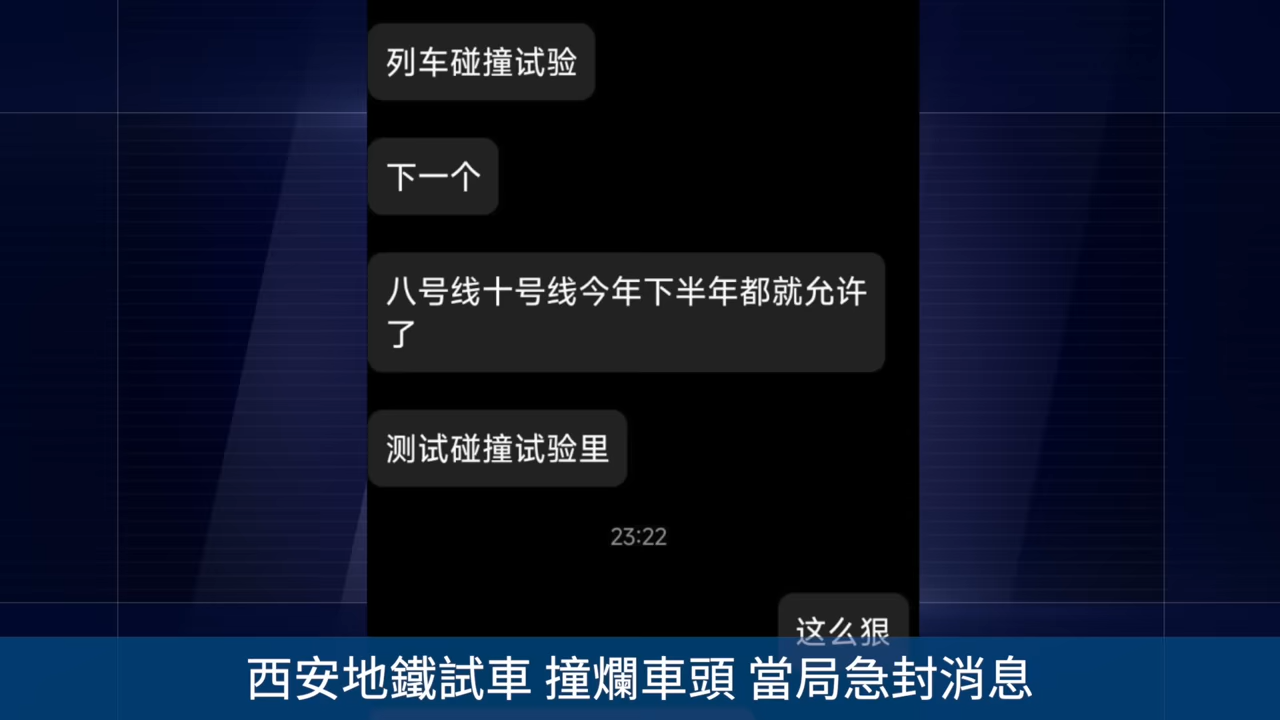 列车碰撞试验
下一个
八号线十号线今年下半年都就允许
了
测试碰撞试验里
23:22
这么狠
西安地鐵試車 撞爛車頭 當局急封消息